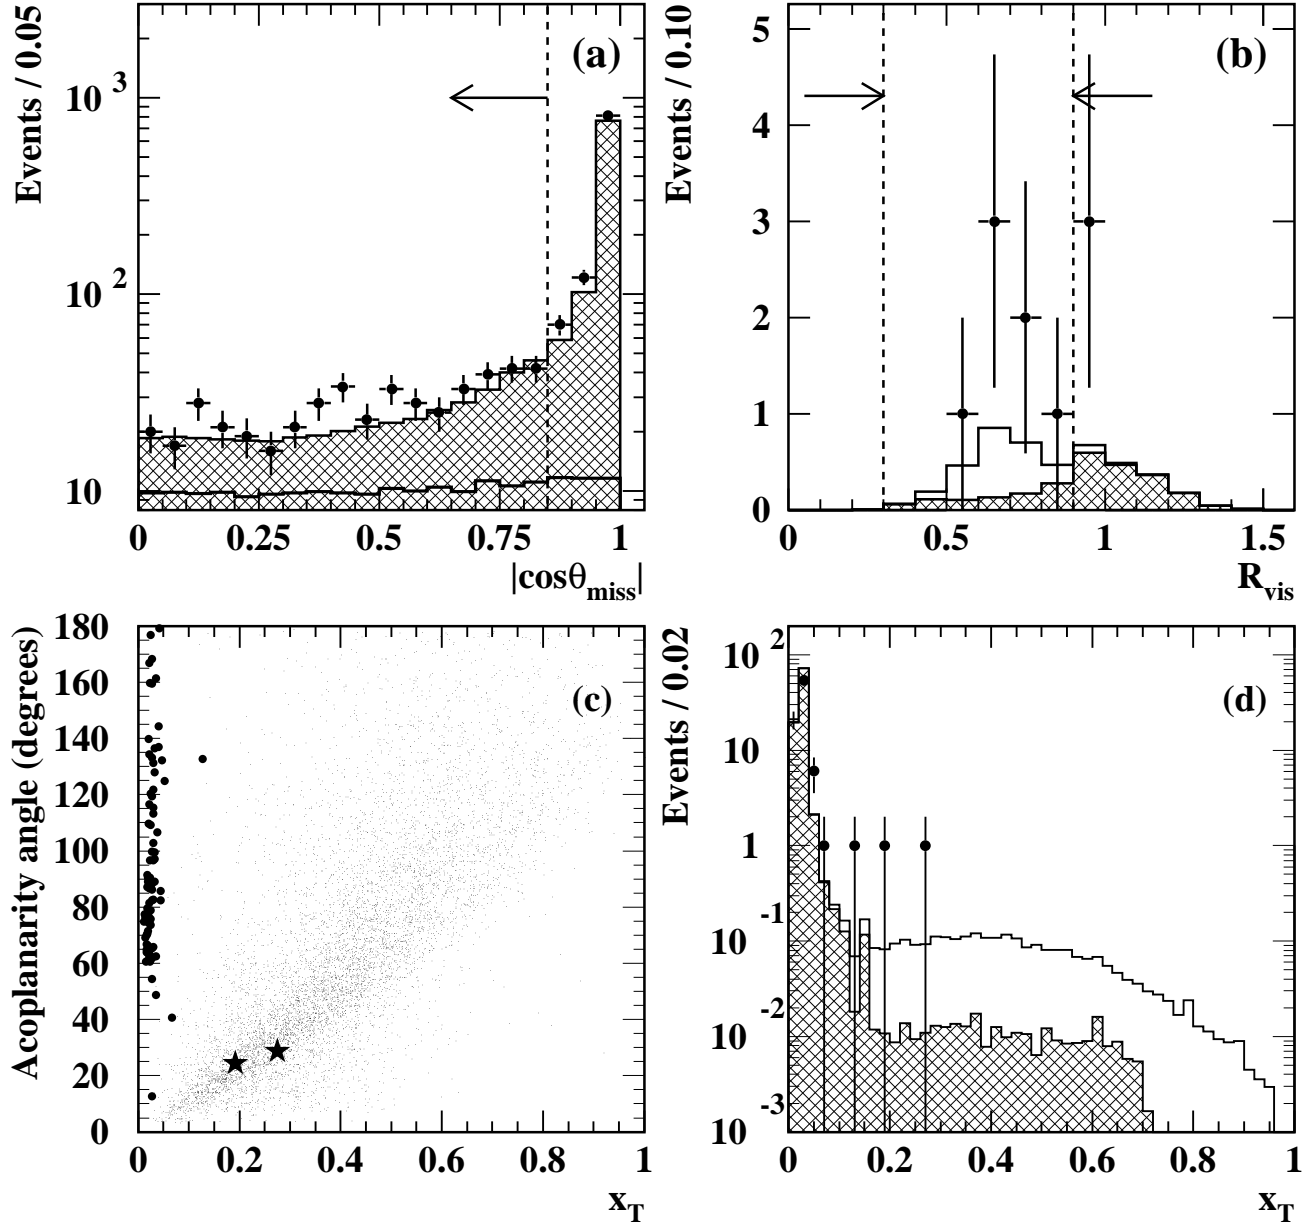 Events / 0.05
(a)
10 3
10 2
10
0 0.25 0.5 0.75 1
|cosθmiss|
Events / 0.10
(b)
5
4
3
2
1
0
0 0.5 1 1.5
Rvis
Acoplanarity angle (degrees)
(c)
180
160
140
120
100
80
60
40
20
0
0 0.2 0.4 0.6 0.8 1
xT
Events / 0.02
(d)
10 2
10
1
10 -1
10 -2
10 -3
0 0.2 0.4 0.6 0.8 1
xT